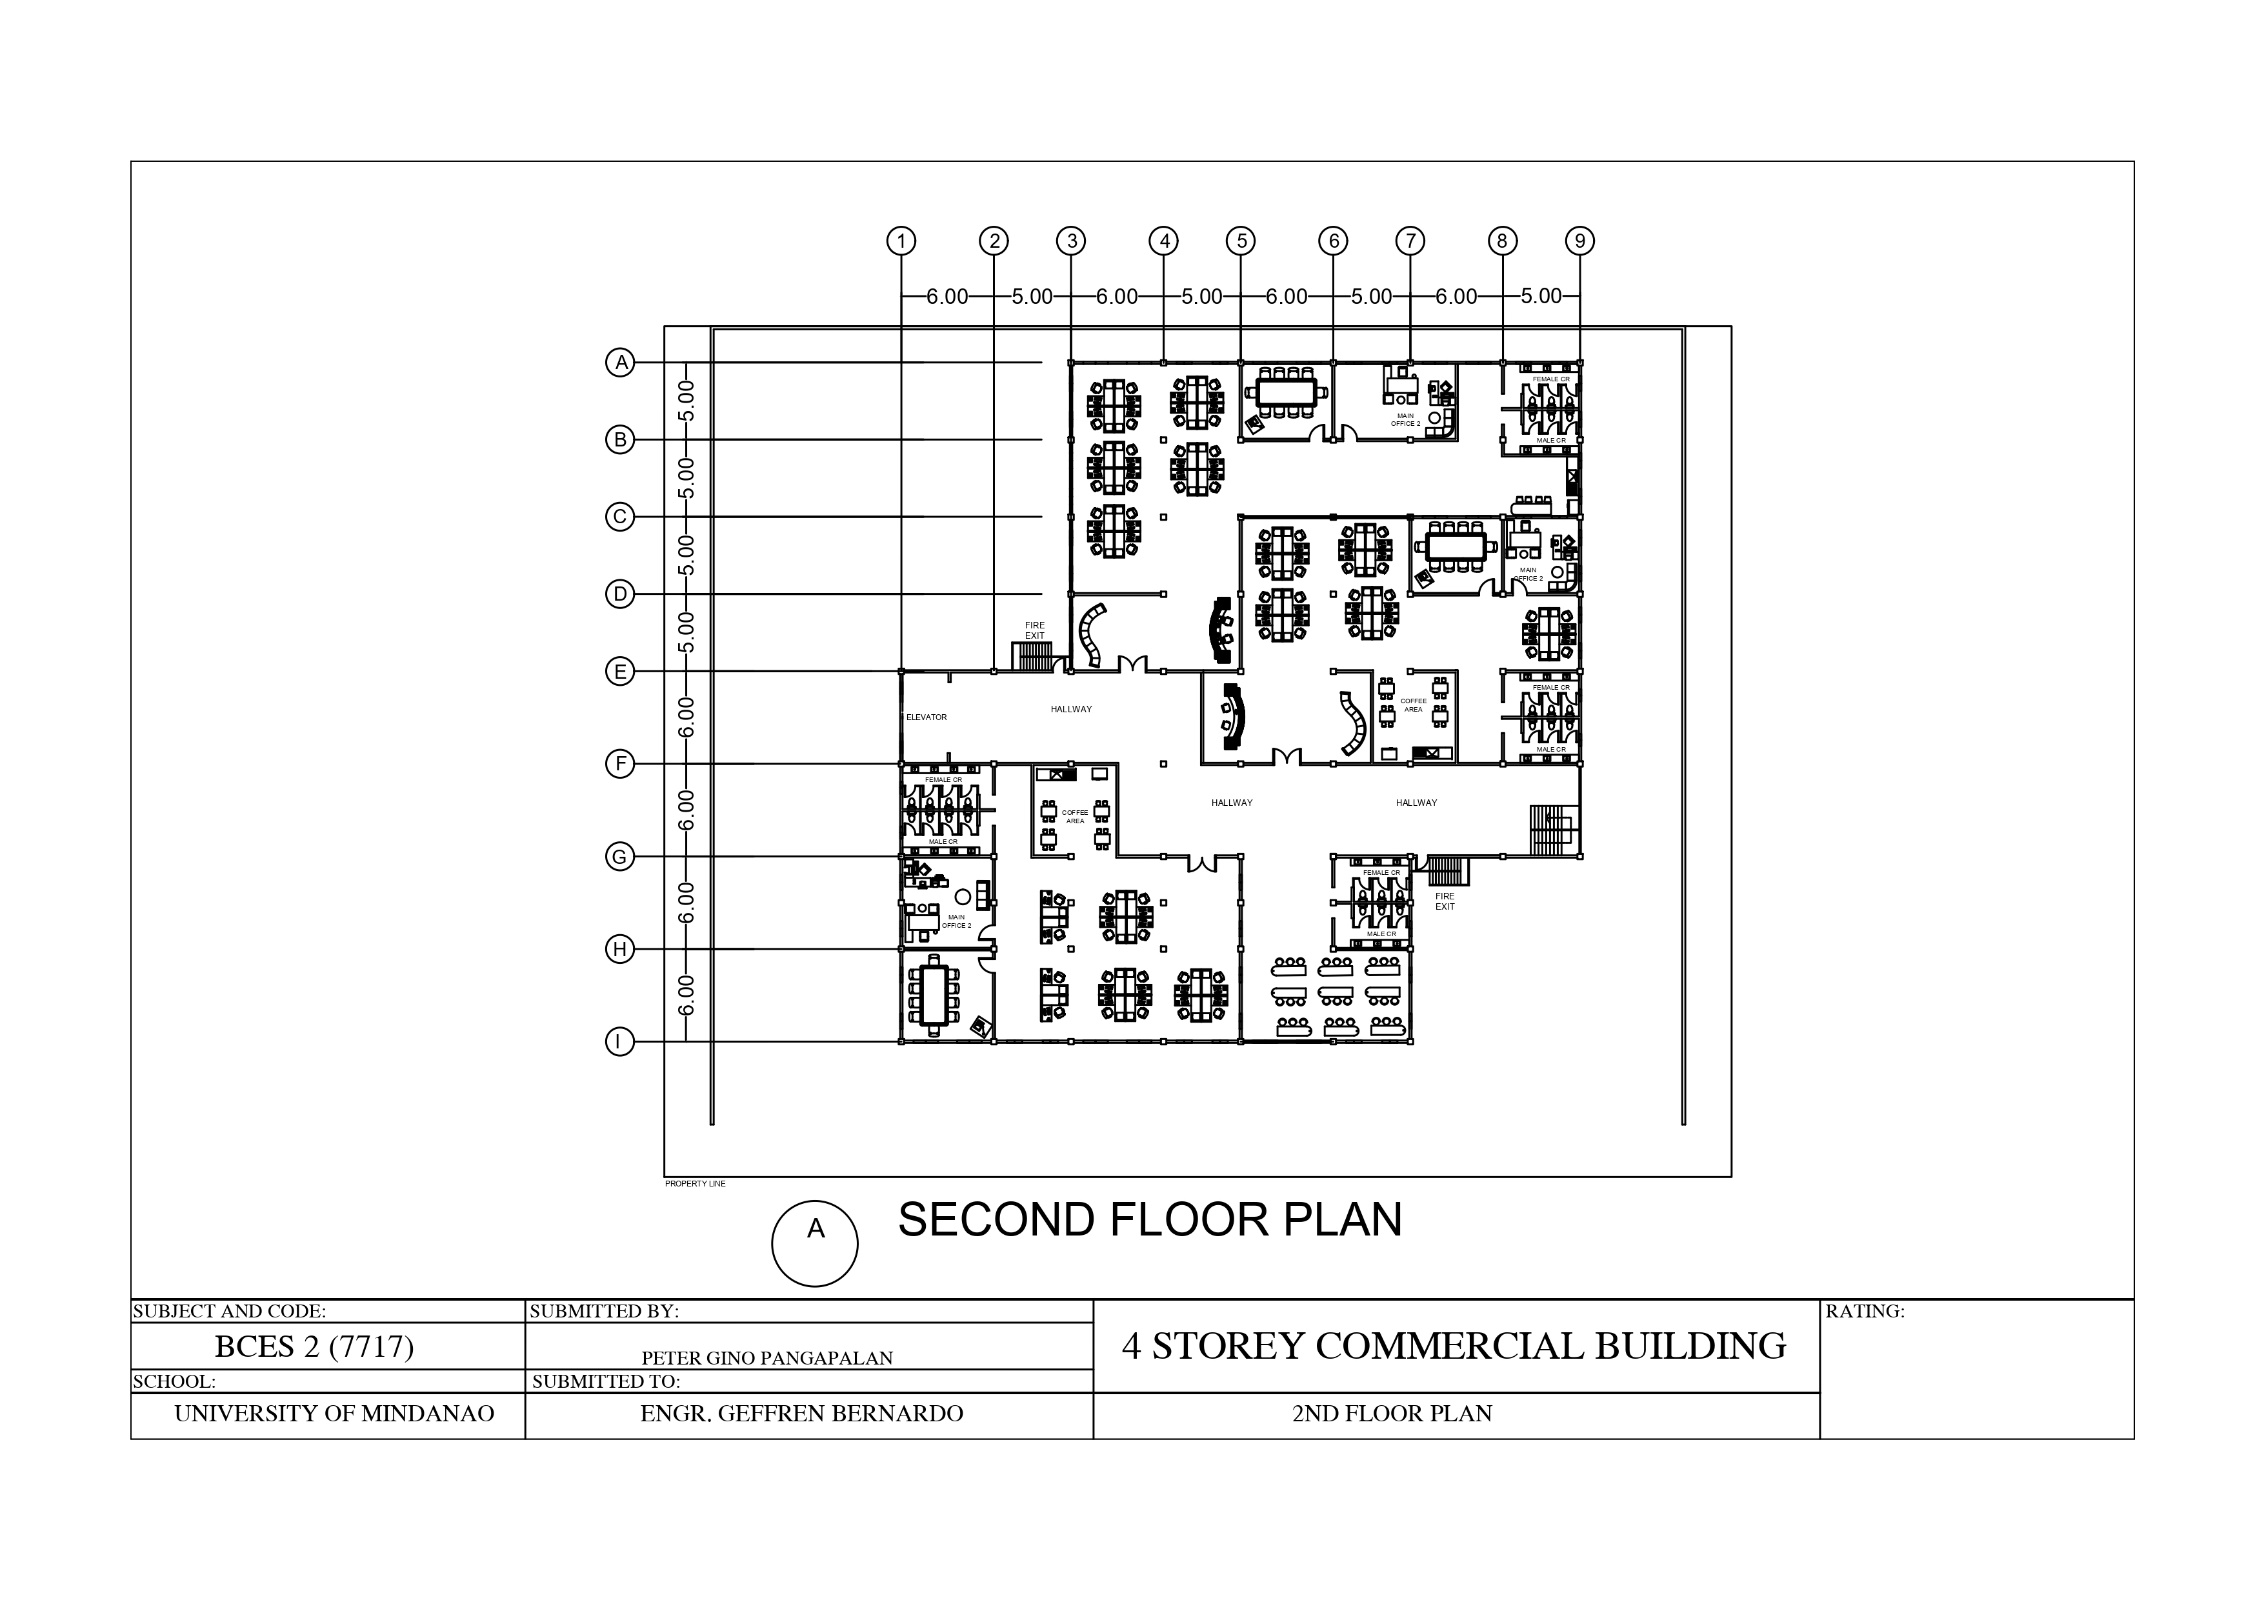 1 2 3 4 5 6 7 8 9
6.00 5.00 6.00 5.00 6.00 5.00 6.00 5.00
A
5.00
B
5.00
C
5.00
D
5.00
E
6.00
F
6.00
G
6.00
H
6.00
I
FEMALE CR
MALE CR
MAIN
OFFICE 2
MAIN
OFFICE 2
FIRE
EXIT
ELEVATOR
HALLWAY
COFFEE
AREA
FEMALE CR
MALE CR
FEMALE CR
MALE CR
COFFEE
AREA
HALLWAY
HALLWAY
MAIN
OFFICE 2
FEMALE CR
MALE CR
FIRE
EXIT
PROPERTY LINE
A
SECOND FLOOR PLAN
SUBJECT AND CODE:
BCES 2 (7717)
SCHOOL:
UNIVERSITY OF MINDANAO
SUBMITTED BY:
PETER GINO PANGAPALAN
SUBMITTED TO:
ENGR. GEFFREN BERNARDO
4 STOREY COMMERCIAL BUILDING
2ND FLOOR PLAN
RATING: